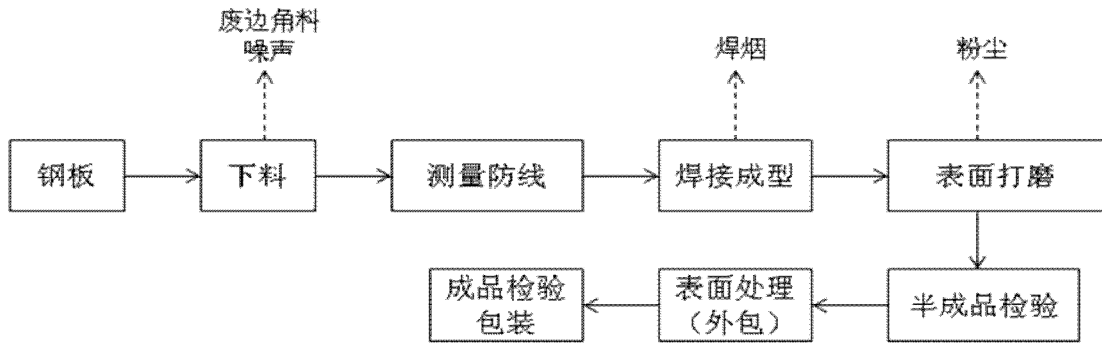 废边角料
噪声
焊烟
粉尘
钢板
下料
测量防线
焊接成型
表面打磨
成品检验
包装
表面处理
（外包）
半成品检验